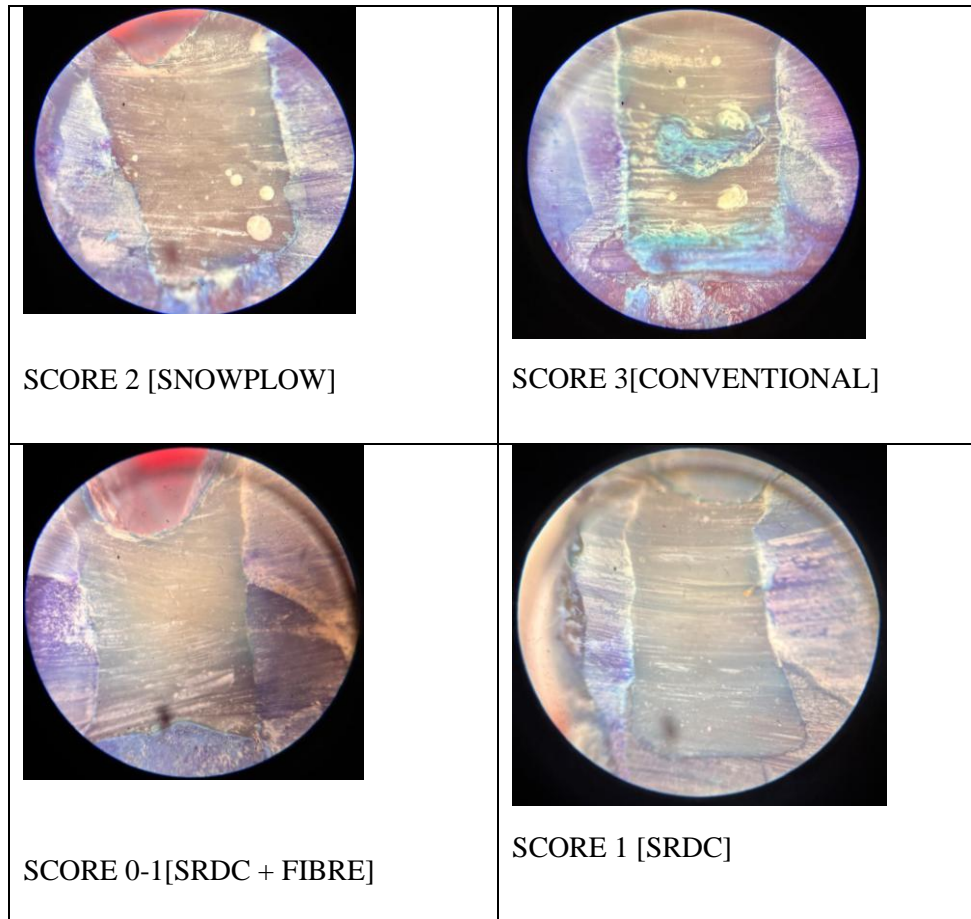 SCORE 2 [SNOWPLOW]
SCORE 3[CONVENTIONAL]
SCORE 0-1[SRDC + FIBRE]
SCORE 1 [SRDC]